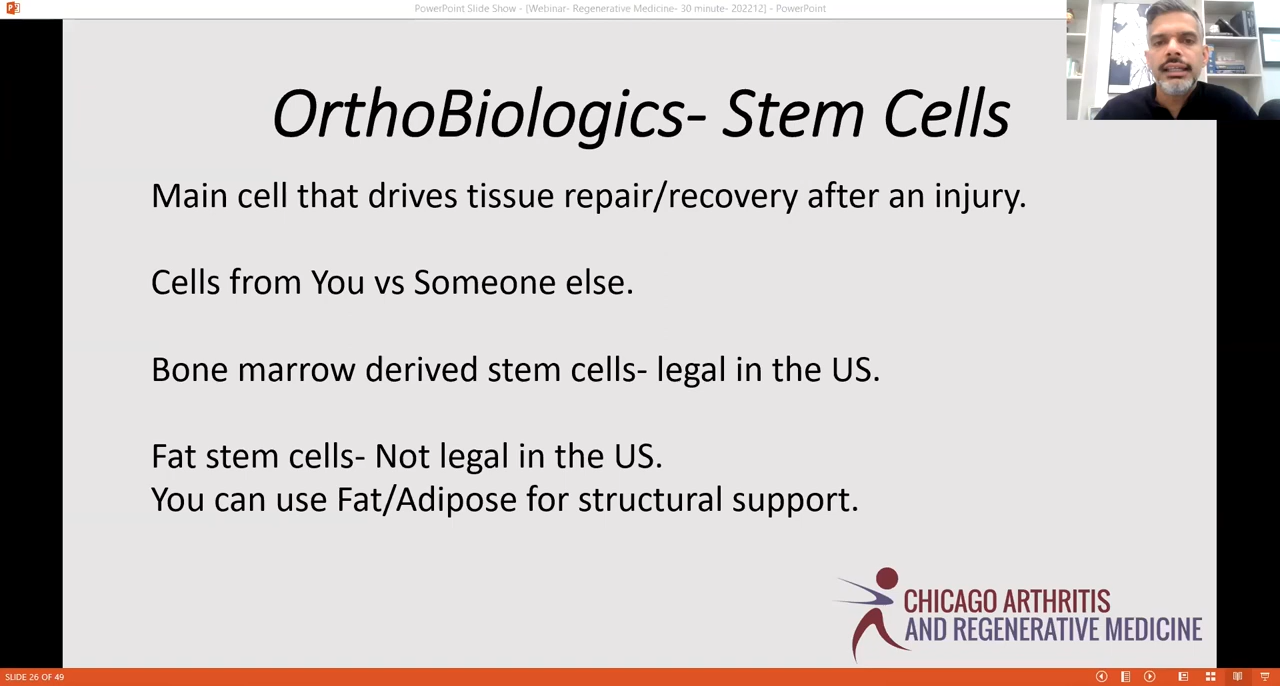 PowerPoint Slide Show - [Webinar- Regenerative Medicine- 30 minute- 202212] - PowerPoint
OrthoBiologics- Stem Cells
Main cell that drives tissue repair/recovery after an injury.
Cells from You vs Someone else.
Bone marrow derived stem cells- legal in the US.
Fat stem cells- Not legal in the US.
You can use Fat/Adipose for structural support.
CHICAGO ARTHRITIS
AND REGENERATIVE MEDICINE
SLIDE 26 OF 49